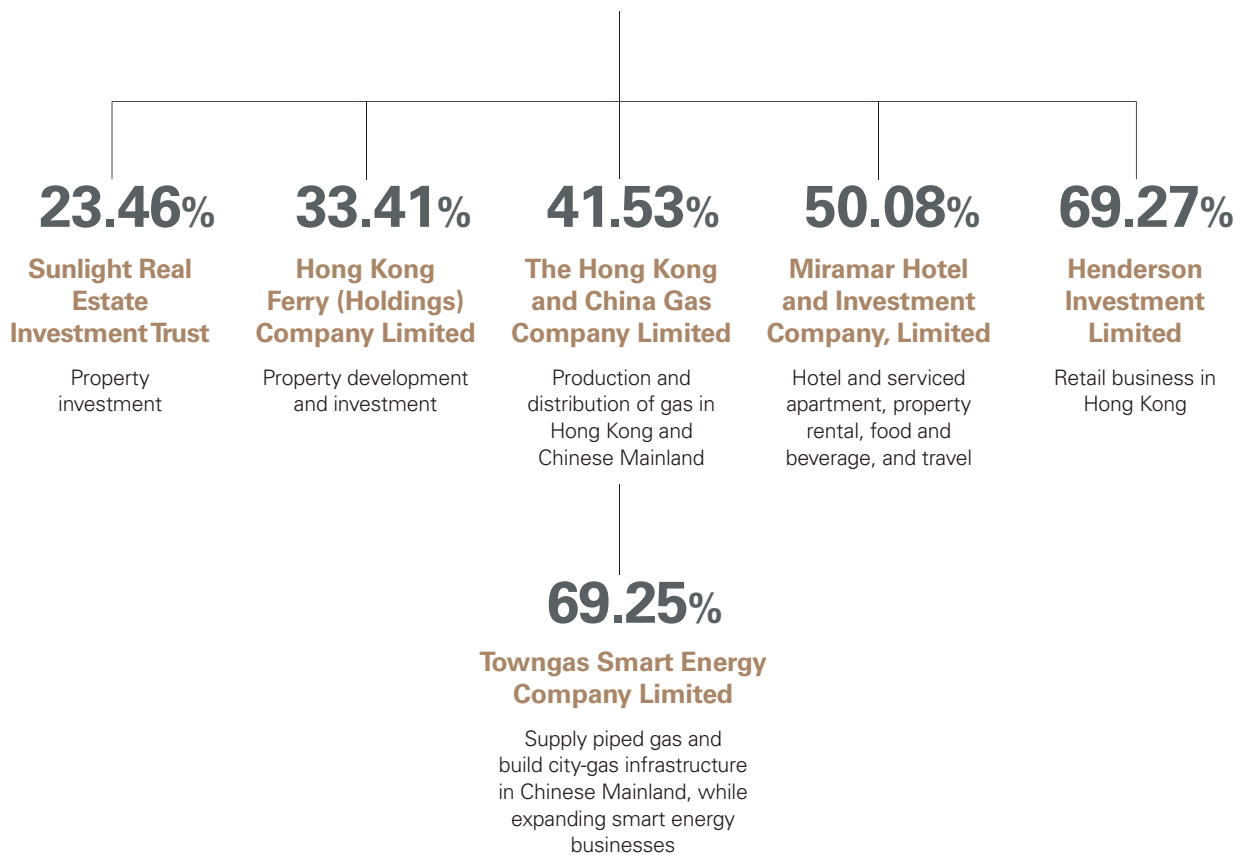 23.46%
Sunlight Real
Estate
Investment Trust
Property
investment
33.41%
Hong Kong
Ferry (Holdings)
Company Limited
Property development
and investment
41.53%
The Hong Kong
and China Gas
Company Limited
Production and
distribution of gas in
Hong Kong and
Chinese Mainland
50.08%
Miramar Hotel
and Investment
Company, Limited
Hotel and serviced
apartment, property
rental, food and
beverage, and travel
69.27%
Henderson
Investment
Limited
Retail business in
Hong Kong
69.25%
Towngas Smart Energy
Company Limited
Supply piped gas and
build city-gas infrastructure
in Chinese Mainland, while
expanding smart energy
businesses